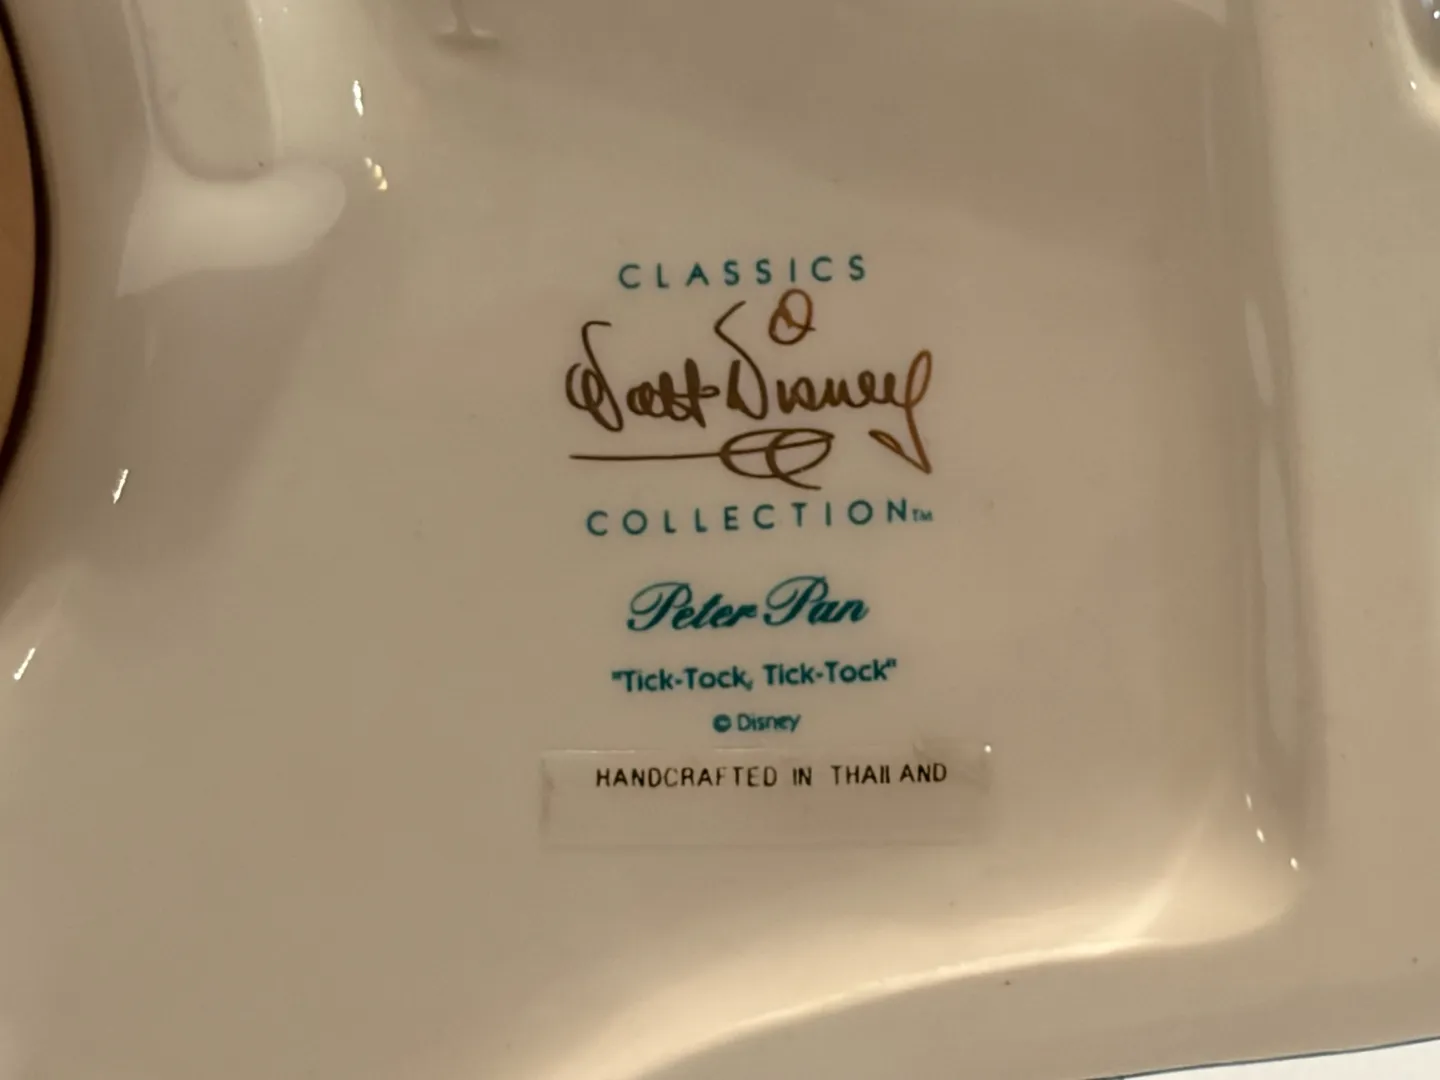 CLASSICS
Walt Disney
COLLECTION™
Peter Pan
"Tick-Tock, Tick-Tock"
© Disney
HANDCRAFTED IN THAILAND